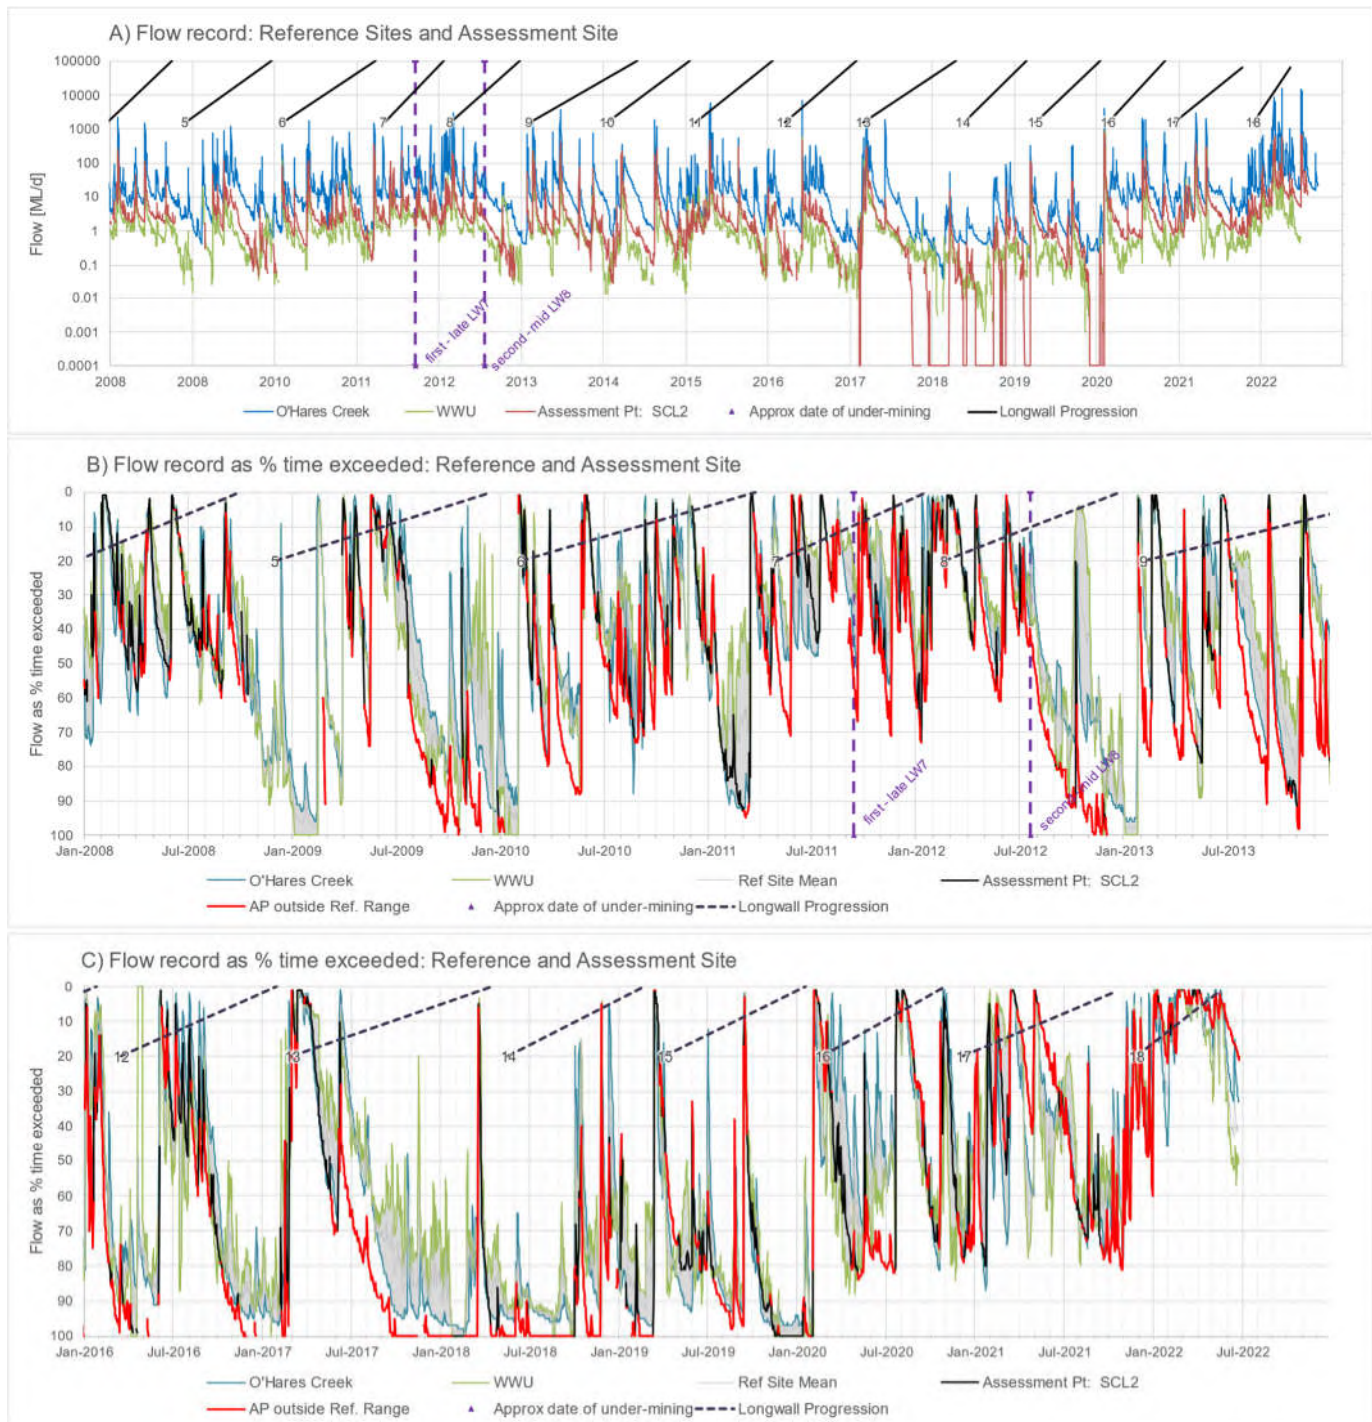 A) Flow record: Reference Sites and Assessment Site
100000
10000
1000
100
10
1
0.1
0.01
0.001
0.0001
Flow [ML/d]
5
6
7
8
9
10
11
12
13
14
15
16
17
18
first - late LW7
second - mid LW8
2008
2008
2010
2011
2012
2013
2014
2015
2016
2017
2018
2019
2020
2021
2022
O'Hares Creek
WWU
Assessment Pt: SCL2
Approx date of under-mining
Longwall Progression
B) Flow record as % time exceeded: Reference and Assessment Site
0
10
20
30
40
50
60
70
80
90
100
Flow as % time exceeded
5
6
7
8
9
first - late LW7
second - mid LW8
Jan-2008
Jul-2008
Jan-2009
Jul-2009
Jan-2010
Jul-2010
Jan-2011
Jul-2011
Jan-2012
Jul-2012
Jan-2013
Jul-2013
O'Hares Creek
WWU
Ref Site Mean
Assessment Pt: SCL2
AP outside Ref. Range
Approx date of under-mining
Longwall Progression
C) Flow record as % time exceeded: Reference and Assessment Site
0
10
20
30
40
50
60
70
80
90
100
Flow as % time exceeded
12
13
14
15
16
17
18
Jan-2016
Jul-2016
Jan-2017
Jul-2017
Jan-2018
Jul-2018
Jan-2019
Jul-2019
Jan-2020
Jul-2020
Jan-2021
Jul-2021
Jan-2022
Jul-2022
O'Hares Creek
WWU
Ref Site Mean
Assessment Pt: SCL2
AP outside Ref. Range
Approx date of under-mining
Longwall Progression